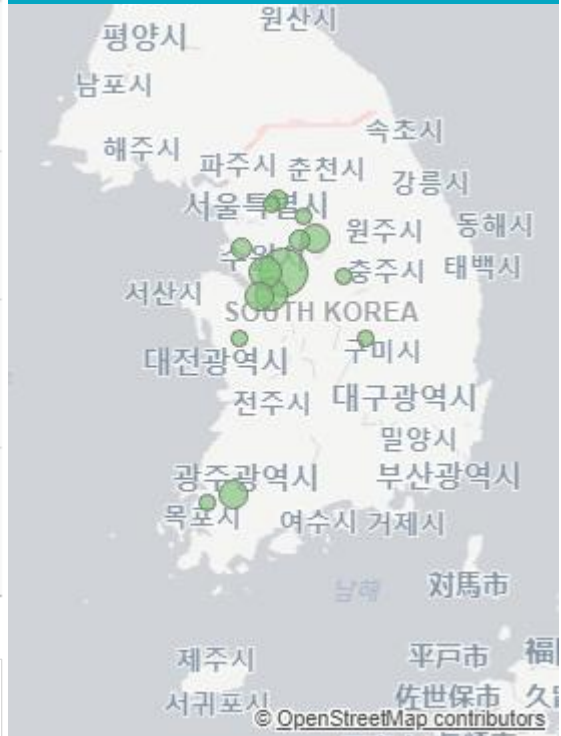 원산시
평양시
남포시
속초시
해주시
파주시 춘천시
강릉시
서울특별시
동해시
원주시
충주시 태백시
서산시
SOUTH KOREA
대전광역시 구미시
전주시 대구광역시
밀양시
광주광역시 부산광역시
목포시 여수시 거제시
남해
対馬市
제주시 平戸市
서귀포시 佐世保市
© OpenStreetMap contributors